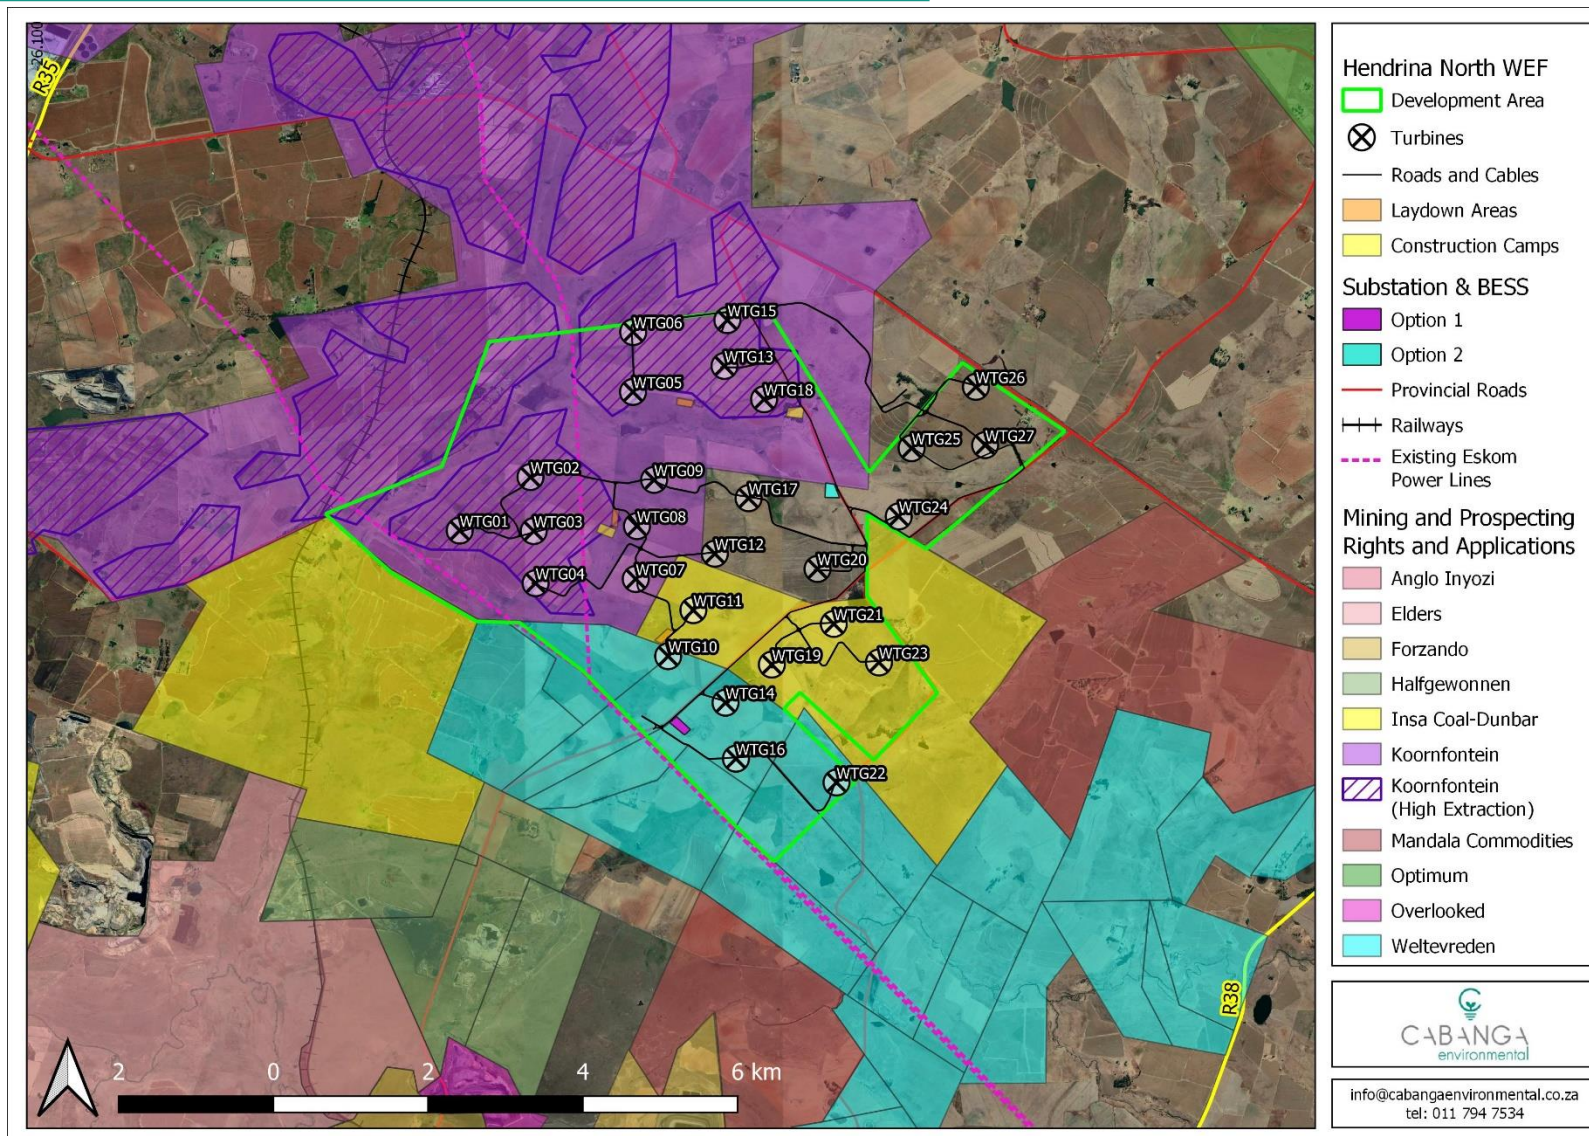 26.100
R35
WTG15
WTG06
WTG13
WTG26
WTG05
WTG18
WTG25
WTG27
WTG02
WTG09
WTG17
WTG24
WTG01
WTG03
WTG08
WTG12
WTG20
WTG04
WTG07
WTG11
WTG21
WTG10
WTG19
WTG23
WTG14
WTG16
WTG22
R38
2 0 2 4 6 km
Hendrina North WEF
Development Area
Turbines
Roads and Cables
Laydown Areas
Construction Camps
Substation & BESS
Option 1
Option 2
Provincial Roads
Railways
Existing Eskom
Power Lines
Mining and Prospecting
Rights and Applications
Anglo Inyozi
Elders
Forzando
Halfgewonnen
Insa Coal-Dunbar
Koornfontein
Koornfontein
(High Extraction)
Mandala Commodities
Optimum
Overlooked
Weltevreden
CABANGA
environmental
info@cabangaenvironmental.co.za
tel: 011 794 7534